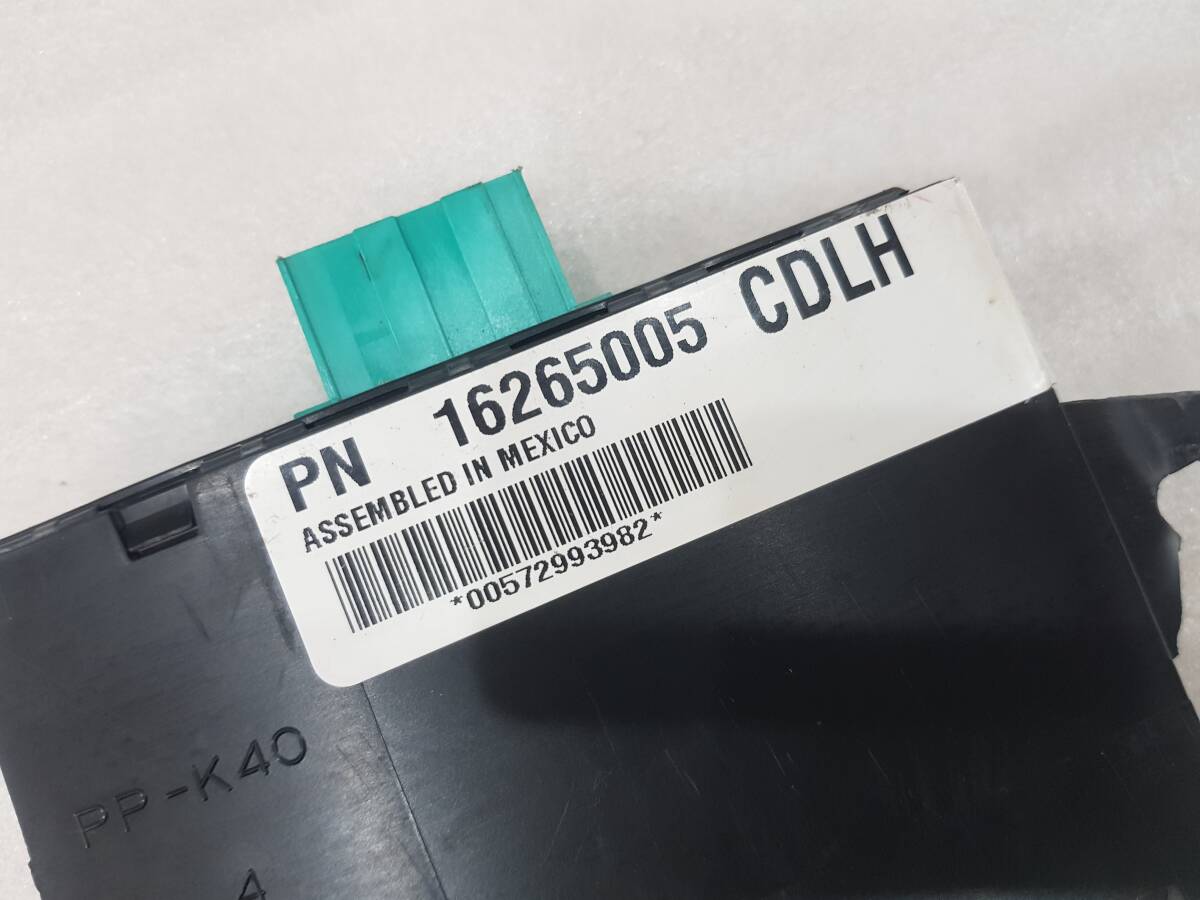 PN 16265005 CDLH
ASSEMBLED IN MEXICO
*00572993982*
PP-K40
4